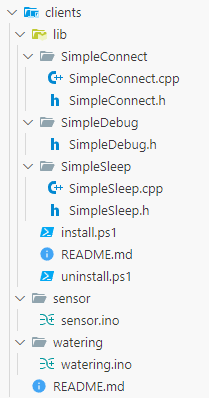 clients
lib
SimpleConnect
SimpleConnect.cpp
SimpleConnect.h
SimpleDebug
SimpleDebug.h
SimpleSleep
SimpleSleep.cpp
SimpleSleep.h
install.ps1
README.md
uninstall.ps1
sensor
sensor.ino
watering
watering.ino
README.md